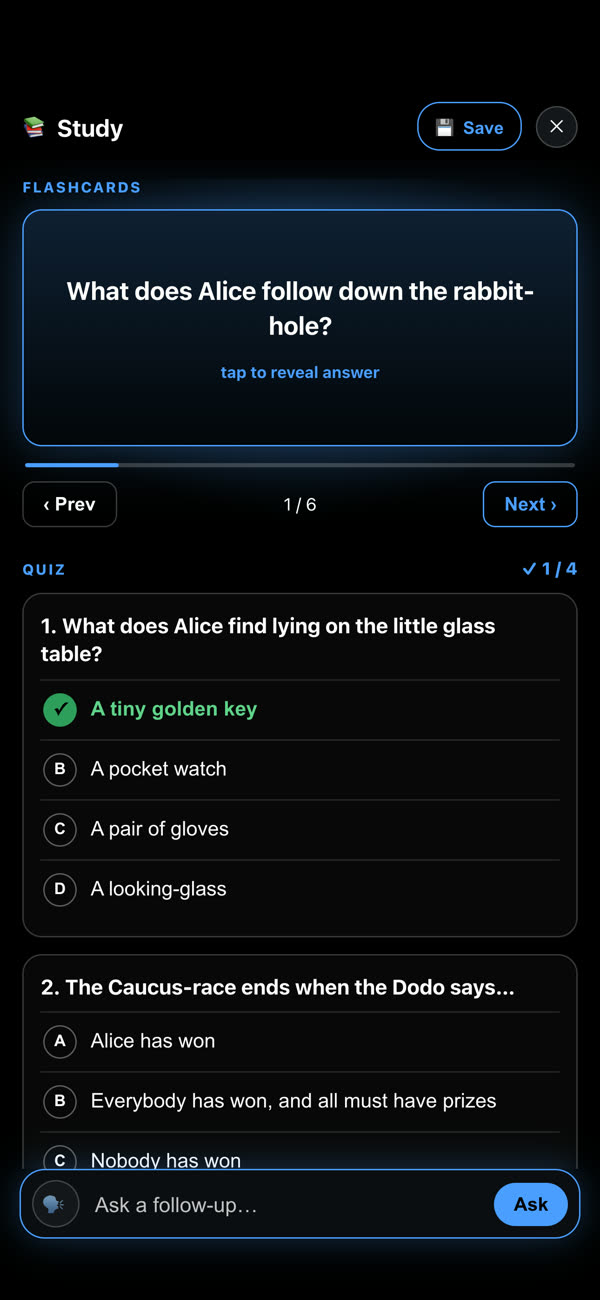 Study
Save
FLASHCARDS
What does Alice follow down the rabbit-
hole?
tap to reveal answer
‹ Prev
1 / 6
Next ›
QUIZ
✓ 1 / 4
1. What does Alice find lying on the little glass
table?
✓ A tiny golden key
B A pocket watch
C A pair of gloves
D A looking-glass
2. The Caucus-race ends when the Dodo says...
A Alice has won
B Everybody has won, and all must have prizes
C Nobody has won
Ask a follow-up...
Ask